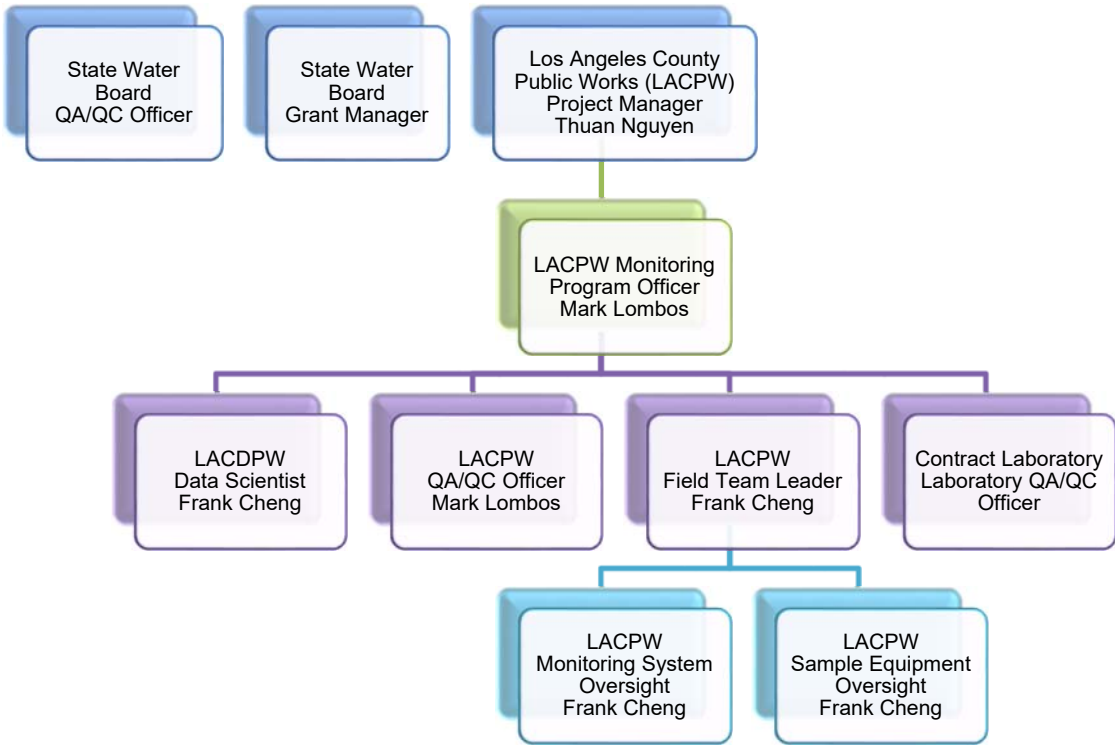 State Water
Board
QA/QC Officer
State Water
Board
Grant Manager
Los Angeles County
Public Works (LACPW)
Project Manager
Thuan Nguyen
LACPW Monitoring
Program Officer
Mark Lombos
LACDPW
Data Scientist
Frank Cheng
LACPW
QA/QC Officer
Mark Lombos
LACPW
Field Team Leader
Frank Cheng
Contract Laboratory
Laboratory QA/QC
Officer
LACPW
Monitoring System
Oversight
Frank Cheng
LACPW
Sample Equipment
Oversight
Frank Cheng